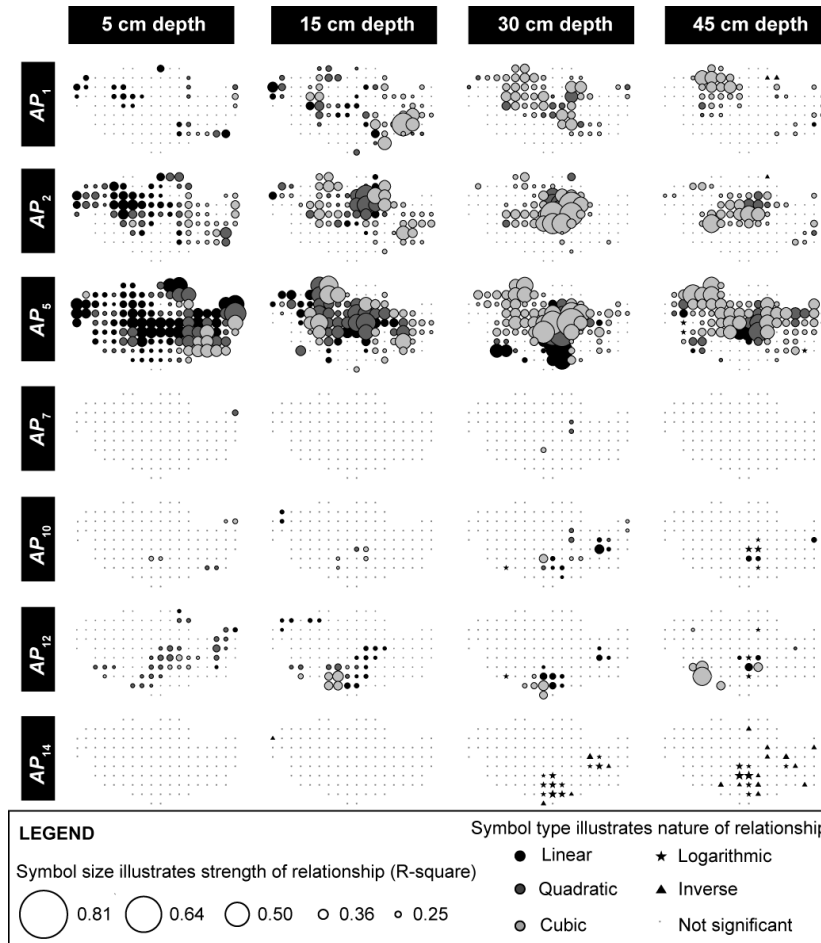 5 cm depth 15 cm depth 30 cm depth 45 cm depth
AP1
AP2
AP5
AP7
AP10
AP12
AP14
LEGEND
Symbol size illustrates strength of relationship (R-square)
0.81 0.64 0.50 0.36 0.25
Symbol type illustrates nature of relationship
Linear Logarithmic
Quadratic Inverse
Cubic Not significant